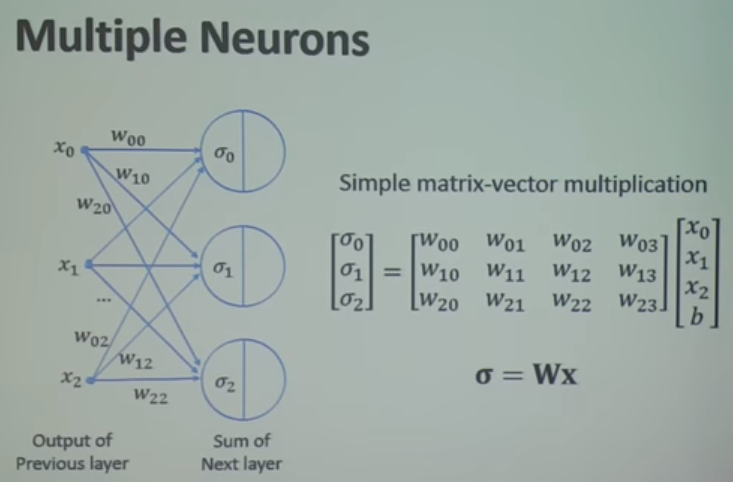 Multiple Neurons
x₀ w₀₀ σ₀
w₁₀
w₂₀
x₁ σ₁
...
w₀₂
w₁₂
x₂ w₂₂ σ₂
Output of
Previous layer
Sum of
Next layer
Simple matrix-vector multiplication
[σ₀] [w₀₀ w₀₁ w₀₂ w₀₃] [x₀]
[σ₁] = [w₁₀ w₁₁ w₁₂ w₁₃] [x₁]
[σ₂] [w₂₀ w₂₁ w₂₂ w₂₃] [x₂]
[b]
σ = Wx